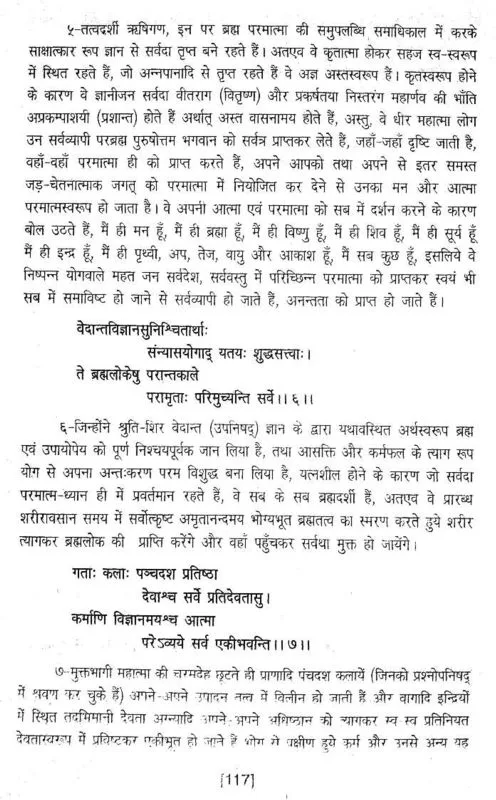 ५-तत्वदर्शी ऋषिगण, इन पर ब्रह्म परमात्मा की समुपलब्धि समाधिकाल में करके
साक्षात्कार रूप ज्ञान से सर्वदा तृप्त बने रहते हैं। अतएव वे कृतात्मा होकर सहज स्व-स्वरूप
में स्थित रहते हैं, जो अन्नपानादि से तृप्त रहते हैं वे अज्ञ अस्तस्वरूप हैं। कृतस्वरूप होने
के कारण वे ज्ञानीजन सर्वदा वीतराग (वितृष्ण) और प्रकर्षतया निस्तरंग महार्णव की भाँति
अप्रकम्पाशयी (प्रशान्त) होते हैं अर्थात् अस्त वासनामय होते हैं, अस्तु, वे धीर महात्मा लोग
उन सर्वव्यापी परब्रह्म पुरुषोत्तम भगवान को सर्वत्र प्राप्तकर लेते हैं, जहाँ-जहाँ दृष्टि जाती है,
वहाँ-वहाँ परमात्मा ही को प्राप्त करते हैं, अपने आपको तथा अपने से इतर समस्त
जड़-चेतनात्माक जगत् को परमात्मा में नियोजित कर देने से उनका मन और आत्मा
परमात्मस्वरूप हो जाता है। वे अपनी आत्मा एवं परमात्मा को सब में दर्शन करने के कारण
बोल उठते हैं, मैं ही मन हूँ, मैं ही ब्रह्मा हूँ, मैं ही विष्णु हूँ, मैं ही शिव हूँ, मैं ही सूर्य हूँ
मैं ही इन्द्र हूँ, मैं ही पृथ्वी, अप, तेज, वायु और आकाश हूँ, मैं सब कुछ हूँ, इसलिये वे
निष्पन्न योगवाले महत जन सर्वदेश, सर्ववस्तु में परिच्छिन्न परमात्मा को प्राप्तकर स्वयं भी
सब में समाविष्ट हो जाने से सर्वव्यापी हो जाते हैं, अनन्तता को प्राप्त हो जाते हैं।
वेदान्तविज्ञानसुनिश्चितार्थाः
संन्यासयोगाद् यतयः शुद्धसत्त्वाः।
ते ब्रह्मलोकेषु परान्तकाले
परामृताः परिमुच्यन्ति सर्वे।।६।।
६-जिन्होंने श्रुति-शिर वेदान्त (उपनिषद्) ज्ञान के द्वारा यथावस्थित अर्थस्वरूप ब्रह्म
एवं उपायोपेय को पूर्ण निश्चयपूर्वक जान लिया है, तथा आसक्ति और कर्मफल के त्याग रूप
योग से अपना अन्तःकरण परम विशुद्ध बना लिया है, यत्नशील होने के कारण जो सर्वदा
परमात्म-ध्यान ही में प्रवर्तमान रहते हैं, वे सब के सब ब्रह्मदर्शी हैं, अतएव वे प्रारब्ध
शरीरावसान समय में सर्वोत्कृष्ट अमृतानन्दमय भोग्यभूत ब्रह्मतत्व का स्मरण करते हुये शरीर
त्यागकर ब्रह्मलोक की प्राप्ति करेंगे और वहाँ पहुँचकर सर्वथा मुक्त हो जायेंगे।
गताः कलाः पञ्चदश प्रतिष्ठा
देवाश्च सर्वे प्रतिदेवतासु।
कर्माणि विज्ञानमयश्च आत्मा
परेऽव्यये सर्व एकीभवन्ति।।७।।
७-मुक्तभागी महात्मा की चरमदेह छूटते ही प्राणादि पंचदश कलायें (जिनको प्रश्नोपनिषद्
में श्रवण कर चुके हैं) अपने-अपने उपादन तत्व में विलीन हो जाती हैं और वागादि इन्द्रियों
में स्थित तदभिमानी देवता अग्न्यादि अपने-अपने अधिष्ठान को त्यागकर स्व स्व प्रतिनियत
देवतास्वरूप में प्रविष्टकर एकीभूत हो जाते हैं भोग से प्रक्षीण हुये कर्म और उनसे अन्य यह
[117]